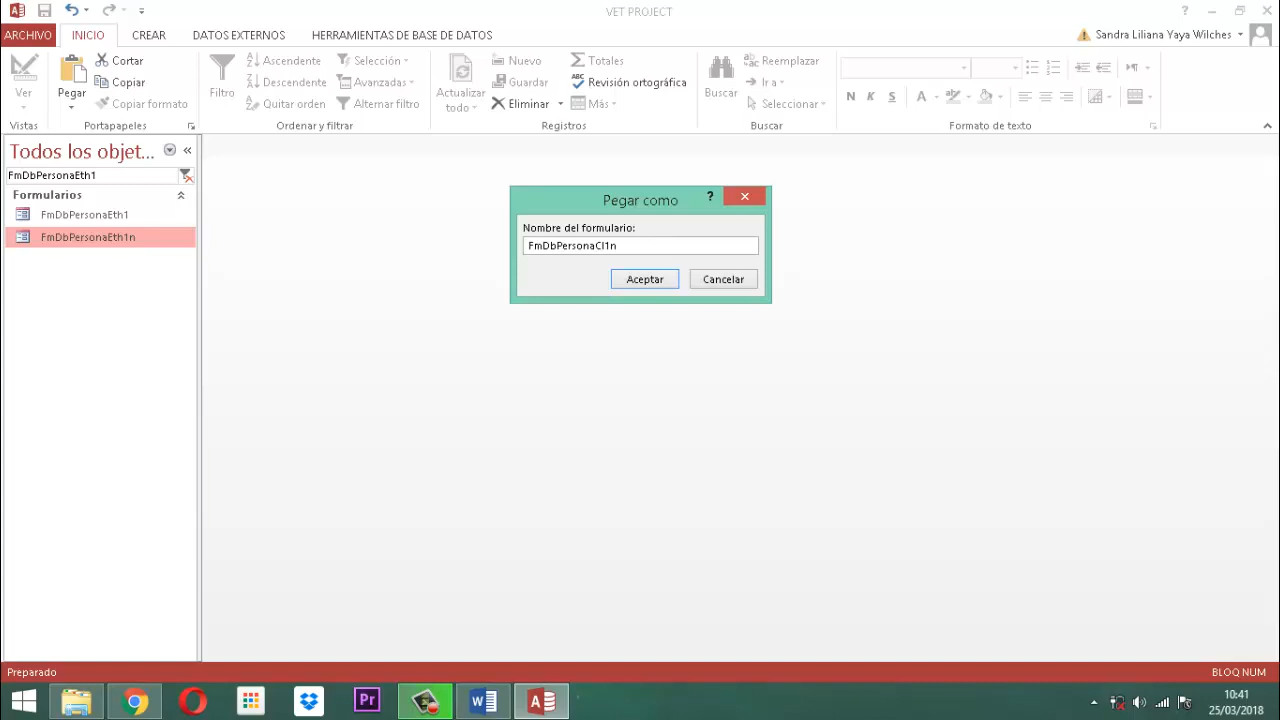 VET PROJECT
?
ARCHIVO INICIO CREAR DATOS EXTERNOS HERRAMIENTAS DE BASE DE DATOS
Sandra Liliana Yaya Wilches
Ver
Vistas
Pegar
Cortar
Copiar
Copiar formato
Portapapeles
Filtro
Ascendente
Descendente
Quitar orden
Selección
Avanzadas
Alternar filtro
Ordenar y filtrar
Actualizar todo
Nuevo
Guardar
Eliminar
Totales
Revisión ortográfica
Más
Registros
Buscar
Reemplazar
Ir a
Seleccionar
Buscar
N K S A
Formato de texto
Todos los objet...
FmDbPersonaEth1
Formularios
FmDbPersonaEth1
FmDbPersonaEth1n
Pegar como
?
Nombre del formulario:
FmDbPersonaCl1n
Aceptar Cancelar
Preparado
BLOQ NUM
Pr
10:41
25/03/2018